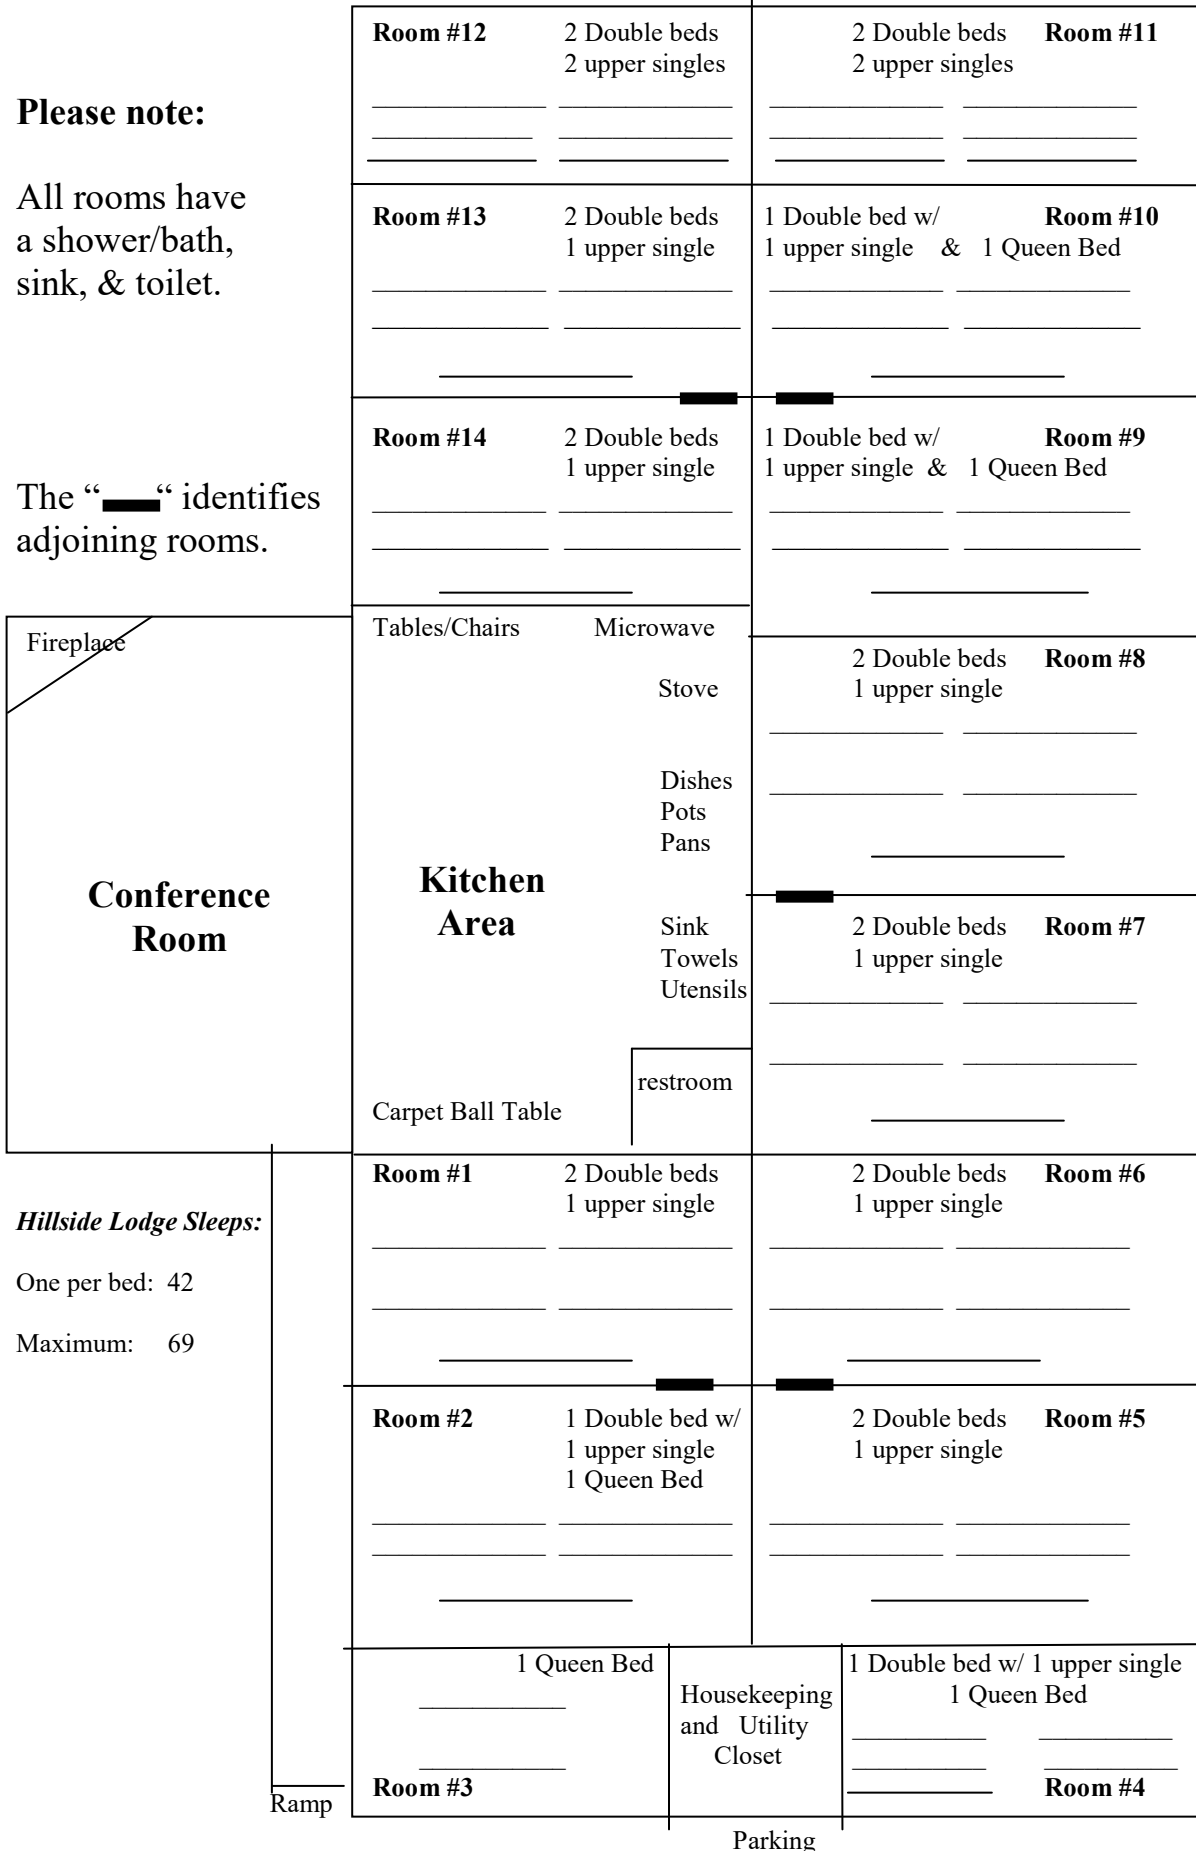 Room #12 2 Double beds
2 upper singles
2 Double beds Room #11
2 upper singles
Please note:
All rooms have
a shower/bath,
sink, & toilet.
Room #13 2 Double beds
1 upper single
1 Double bed w/ Room #10
1 upper single & 1 Queen Bed
Room #14 2 Double beds
1 upper single
1 Double bed w/ Room #9
1 upper single & 1 Queen Bed
The “ “ identifies
adjoining rooms.
Fireplace
Conference
Room
Tables/Chairs Microwave
Stove
Dishes
Pots
Pans
Kitchen
Area
Sink
Towels
Utensils
restroom
Carpet Ball Table
2 Double beds Room #8
1 upper single
2 Double beds Room #7
1 upper single
Room #1 2 Double beds
1 upper single
2 Double beds Room #6
1 upper single
Hillside Lodge Sleeps:
One per bed: 42
Maximum: 69
Room #2 1 Double bed w/
1 upper single
1 Queen Bed
2 Double beds Room #5
1 upper single
1 Queen Bed
Room #3
Housekeeping
and Utility
Closet
1 Double bed w/ 1 upper single
1 Queen Bed
Room #4
Ramp
Parking